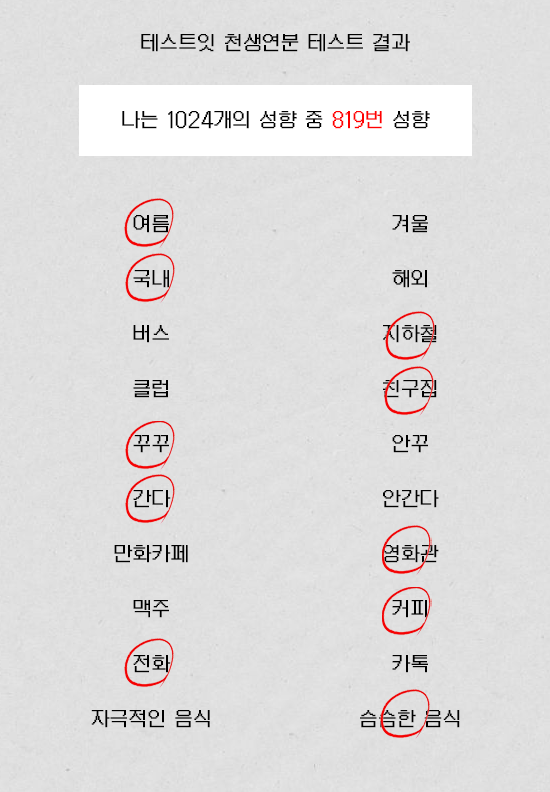 테스트잇 천생연분 테스트 결과
나는 1024개의 성향 중 819번 성향
여름 겨울
국내 해외
버스 지하철
클럽 친구집
꾸꾸 안꾸
간다 안간다
만화카페 영화관
맥주 커피
전화 카톡
자극적인 음식 슴슴한 음식